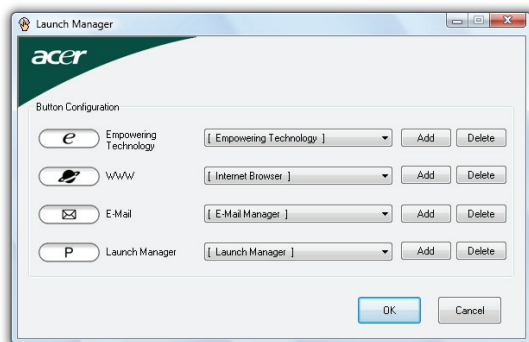 Launch Manager
acer
Button Configuration
e Empowering Technology [ Empowering Technology ] Add Delete
WWW [ Internet Browser ] Add Delete
E-Mail [ E-Mail Manager ] Add Delete
P Launch Manager [ Launch Manager ] Add Delete
OK Cancel